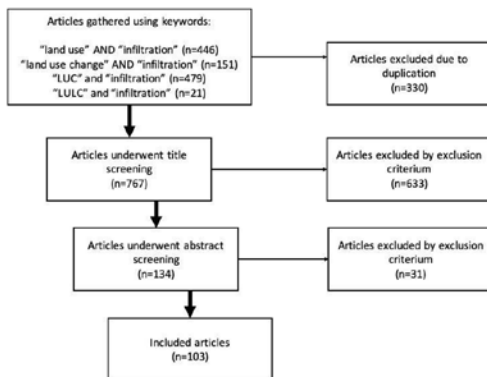 Articles gathered using keywords:
"land use" AND "infiltration" (n=446)
"land use change" AND "infiltration" (n=151)
"LUC" and "infiltration" (n=479)
"LULC" and "infiltration" (n=21)
Articles excluded due to
duplication
(n=330)
Articles underwent title
screening
(n=767)
Articles excluded by exclusion
criterium
(n=633)
Articles underwent abstract
screening
(n=134)
Articles excluded by exclusion
criterium
(n=31)
Included articles
(n=103)